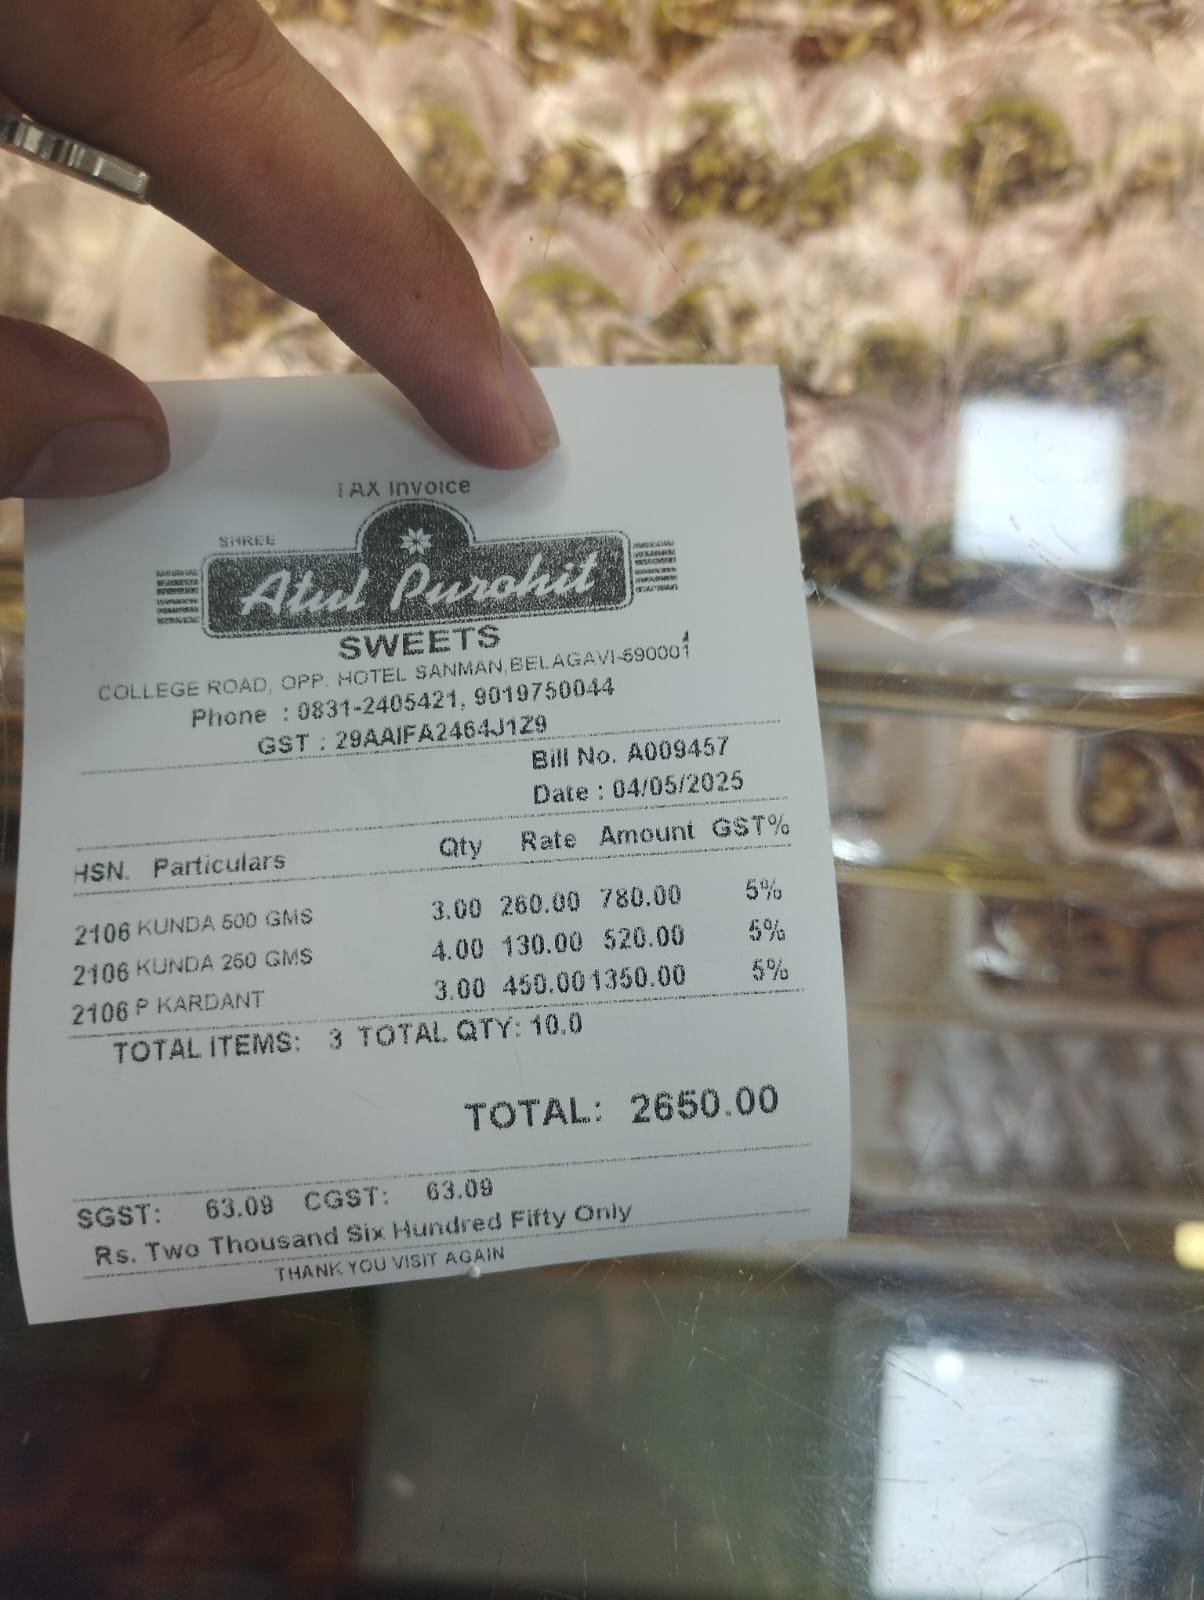 TAX Invoice
SHREE
Atul Purohit
SWEETS
COLLEGE ROAD, OPP. HOTEL SANMAN, BELAGAVI-590001
Phone : 0831-2405421, 9019750044
GST : 29AAIFA2464J1Z9
Bill No. A009457
Date : 04/05/2025
HSN. Particulars Qty Rate Amount GST%
2106 KUNDA 500 GMS 3.00 260.00 780.00 5%
2106 KUNDA 250 GMS 4.00 130.00 520.00 5%
2106 P KARDANT 3.00 450.00 1350.00 5%
TOTAL ITEMS: 3 TOTAL QTY: 10.0
TOTAL: 2650.00
SGST: 63.09 CGST: 63.09
Rs. Two Thousand Six Hundred Fifty Only
THANK YOU VISIT AGAIN